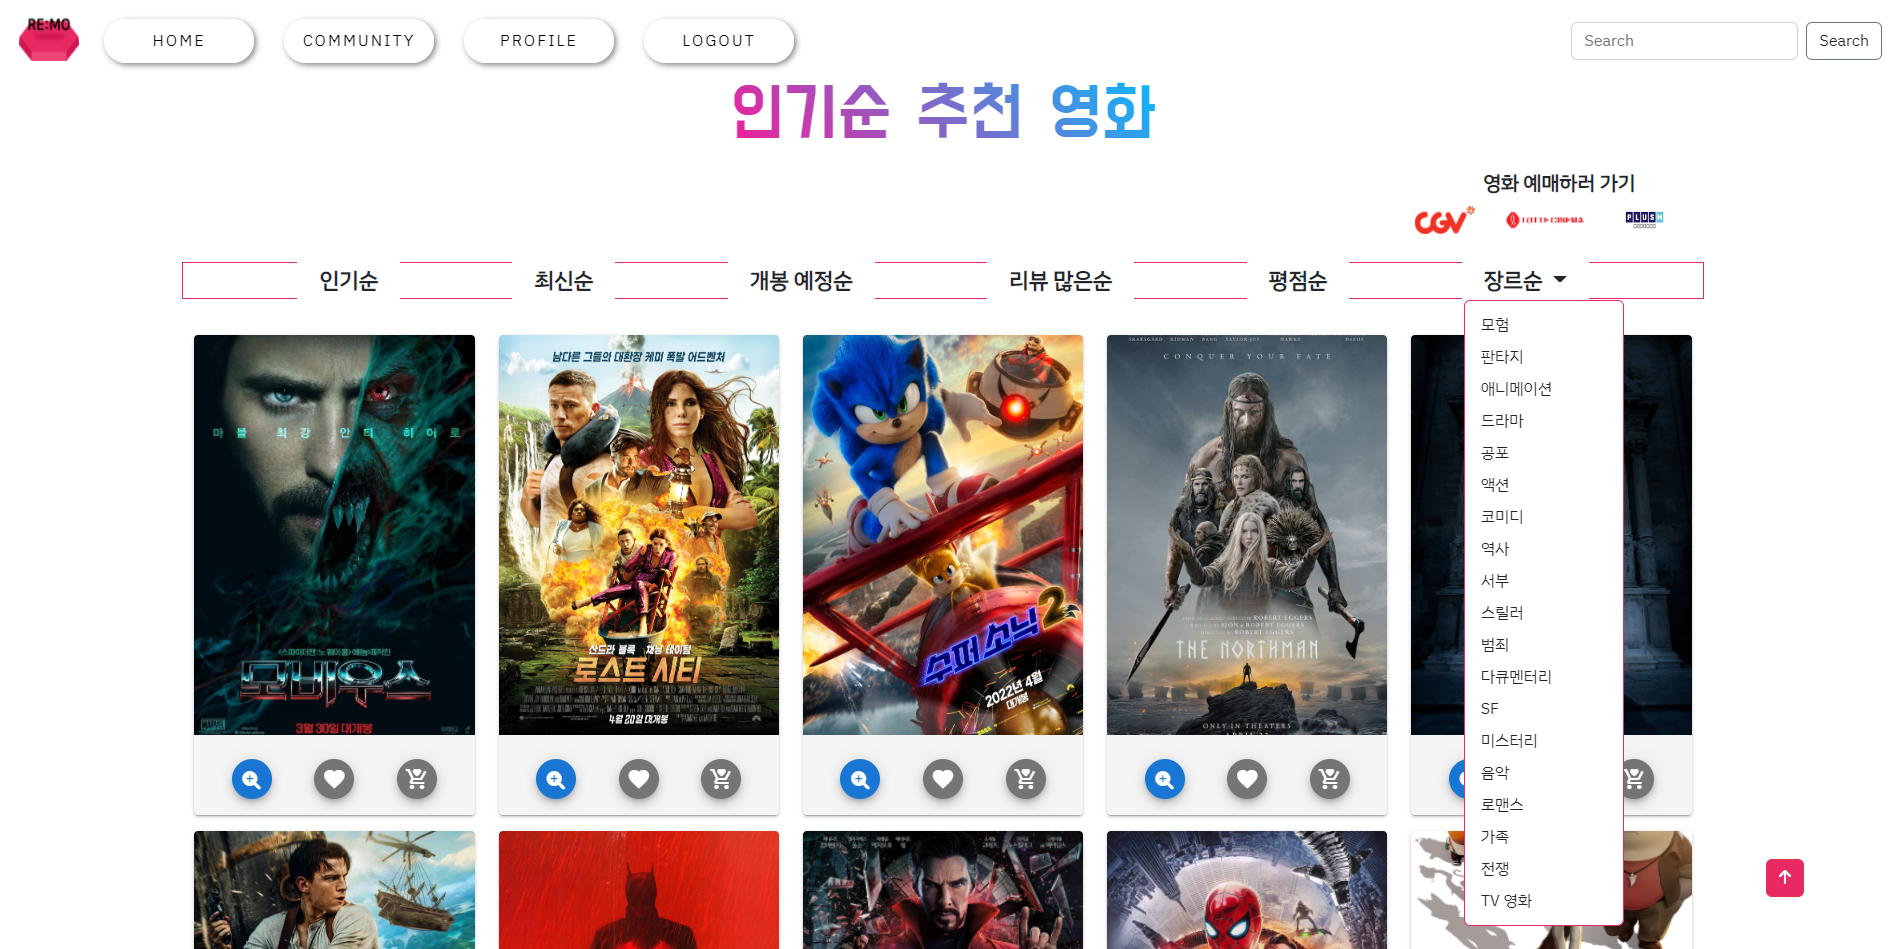 RE:MO
HOME
COMMUNITY
PROFILE
LOGOUT
Search
Search
인기순 추천 영화
영화 예매하러 가기
CGV
LOTTE CINEMA
PLUSM
인기순
최신순
개봉 예정순
리뷰 많은순
평점순
장르순
모험
판타지
애니메이션
드라마
공포
액션
코미디
역사
서부
스릴러
범죄
다큐멘터리
SF
미스터리
음악
로맨스
가족
전쟁
TV 영화
마블 최강 안티 히어로
모비우스
3월 30일 대개봉
남다른 그들의 대환장 케미 폭발 어드벤처
산드라 블록 채닝 테이텀
로스트 시티
4월 20일 대개봉
수퍼 소닉 2
2022년 4월
대개봉
SKARSGÅRD KIDMAN BANG TAYLOR-JOY HAWKE DAFOE
CONQUER YOUR FATE
THE NORTHMAN
ONLY IN THEATERS